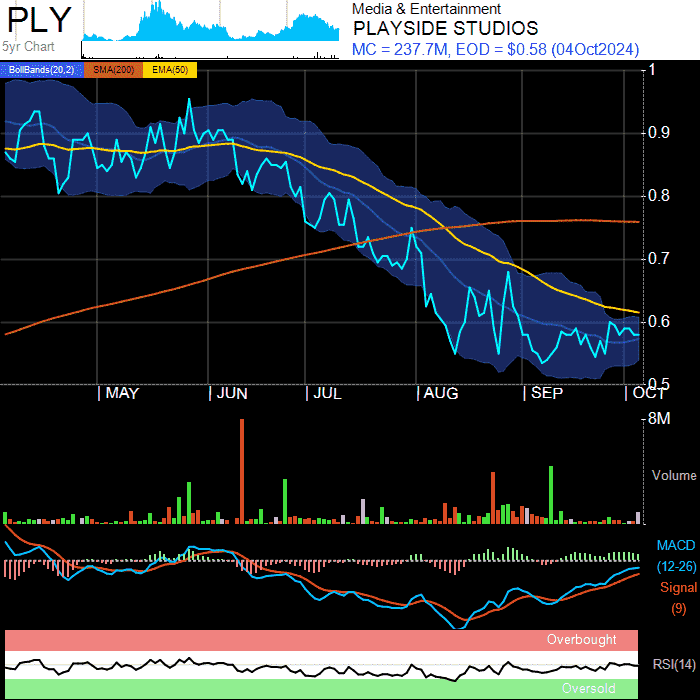 PLY
5yr Chart
Media & Entertainment
PLAYSIDE STUDIOS
MC = 237.7M, EOD = $0.58 (04Oct2024)
BollBands(20,2) SMA(200) EMA(50)
1
0.9
0.8
0.7
0.6
0.5
MAY JUN JUL AUG SEP OCT
8M
Volume
MACD
(12-26)
Signal
(9)
Overbought
RSI(14)
Oversold